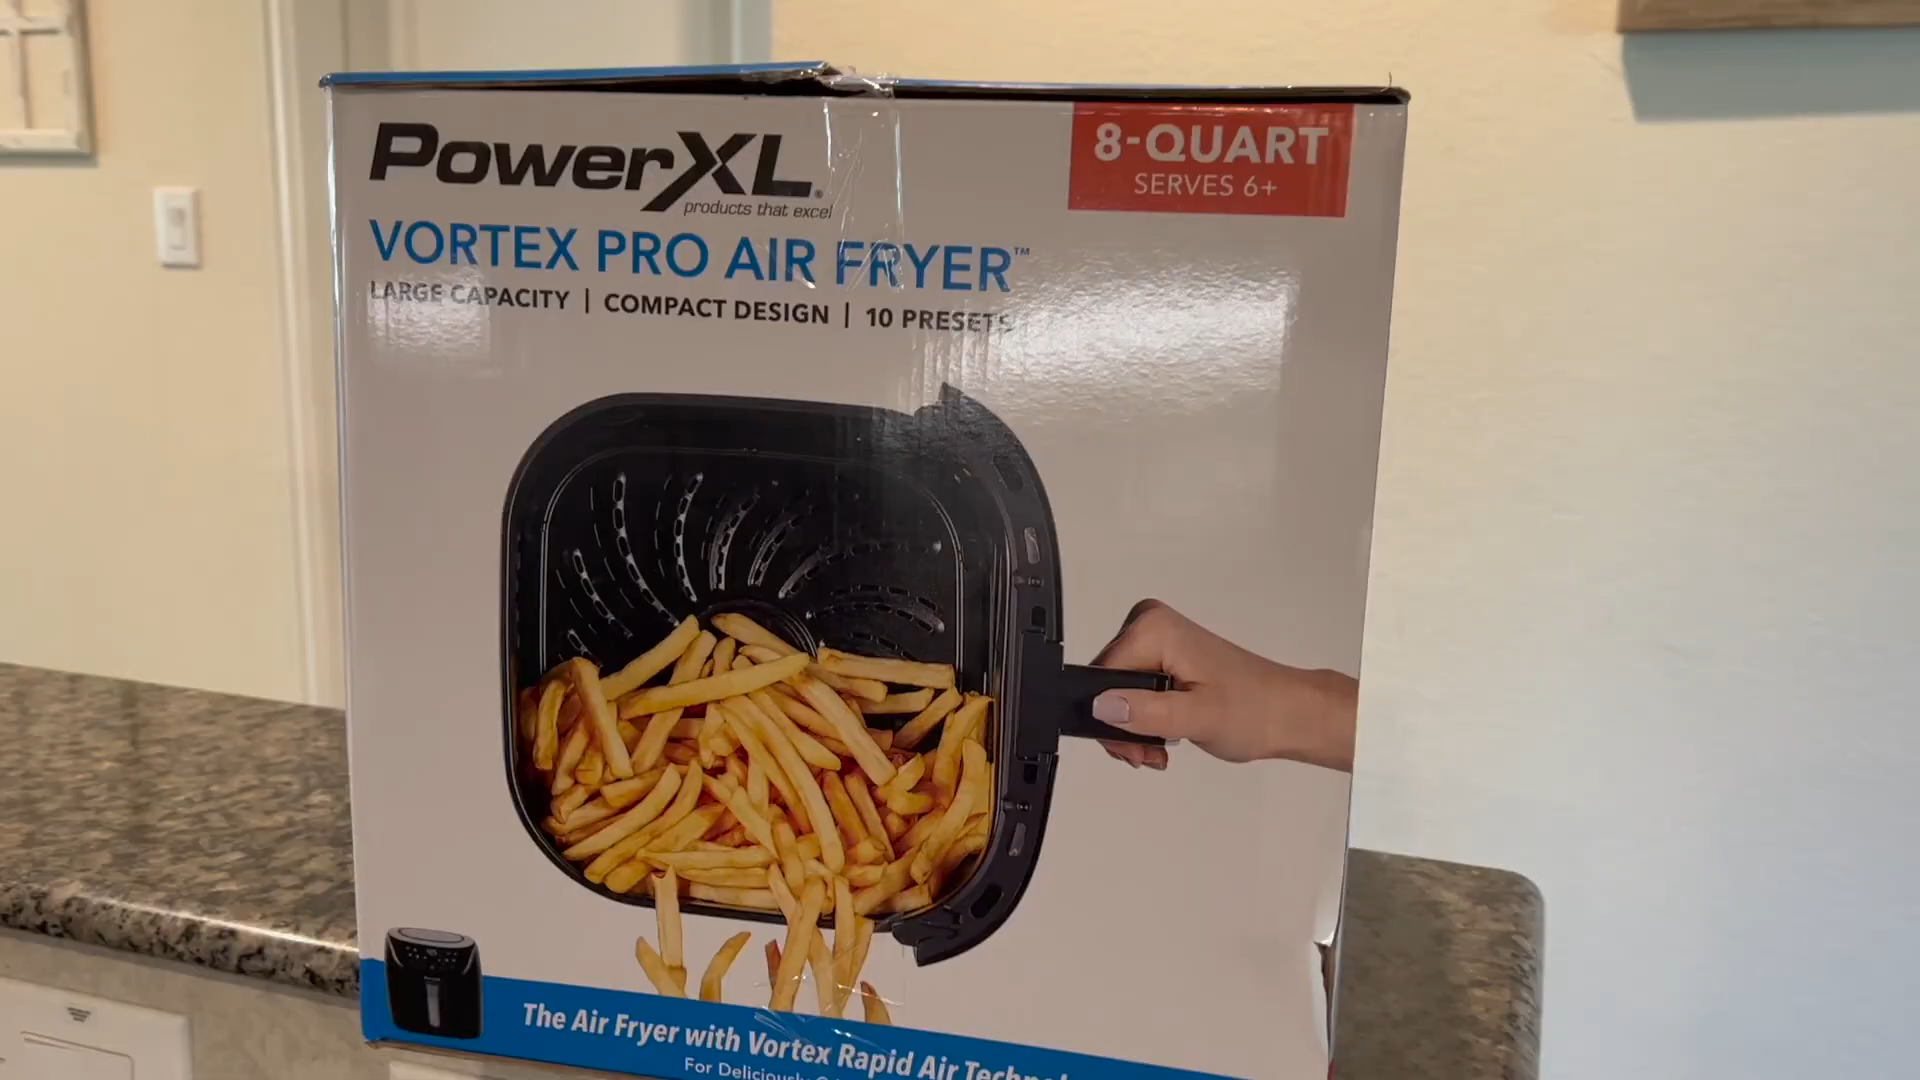 PowerXL®
products that excel
VORTEX PRO AIR FRYER™
LARGE CAPACITY | COMPACT DESIGN | 10 PRESETS
8-QUART
SERVES 6+
The Air Fryer with Vortex Rapid Air
For Deliciously